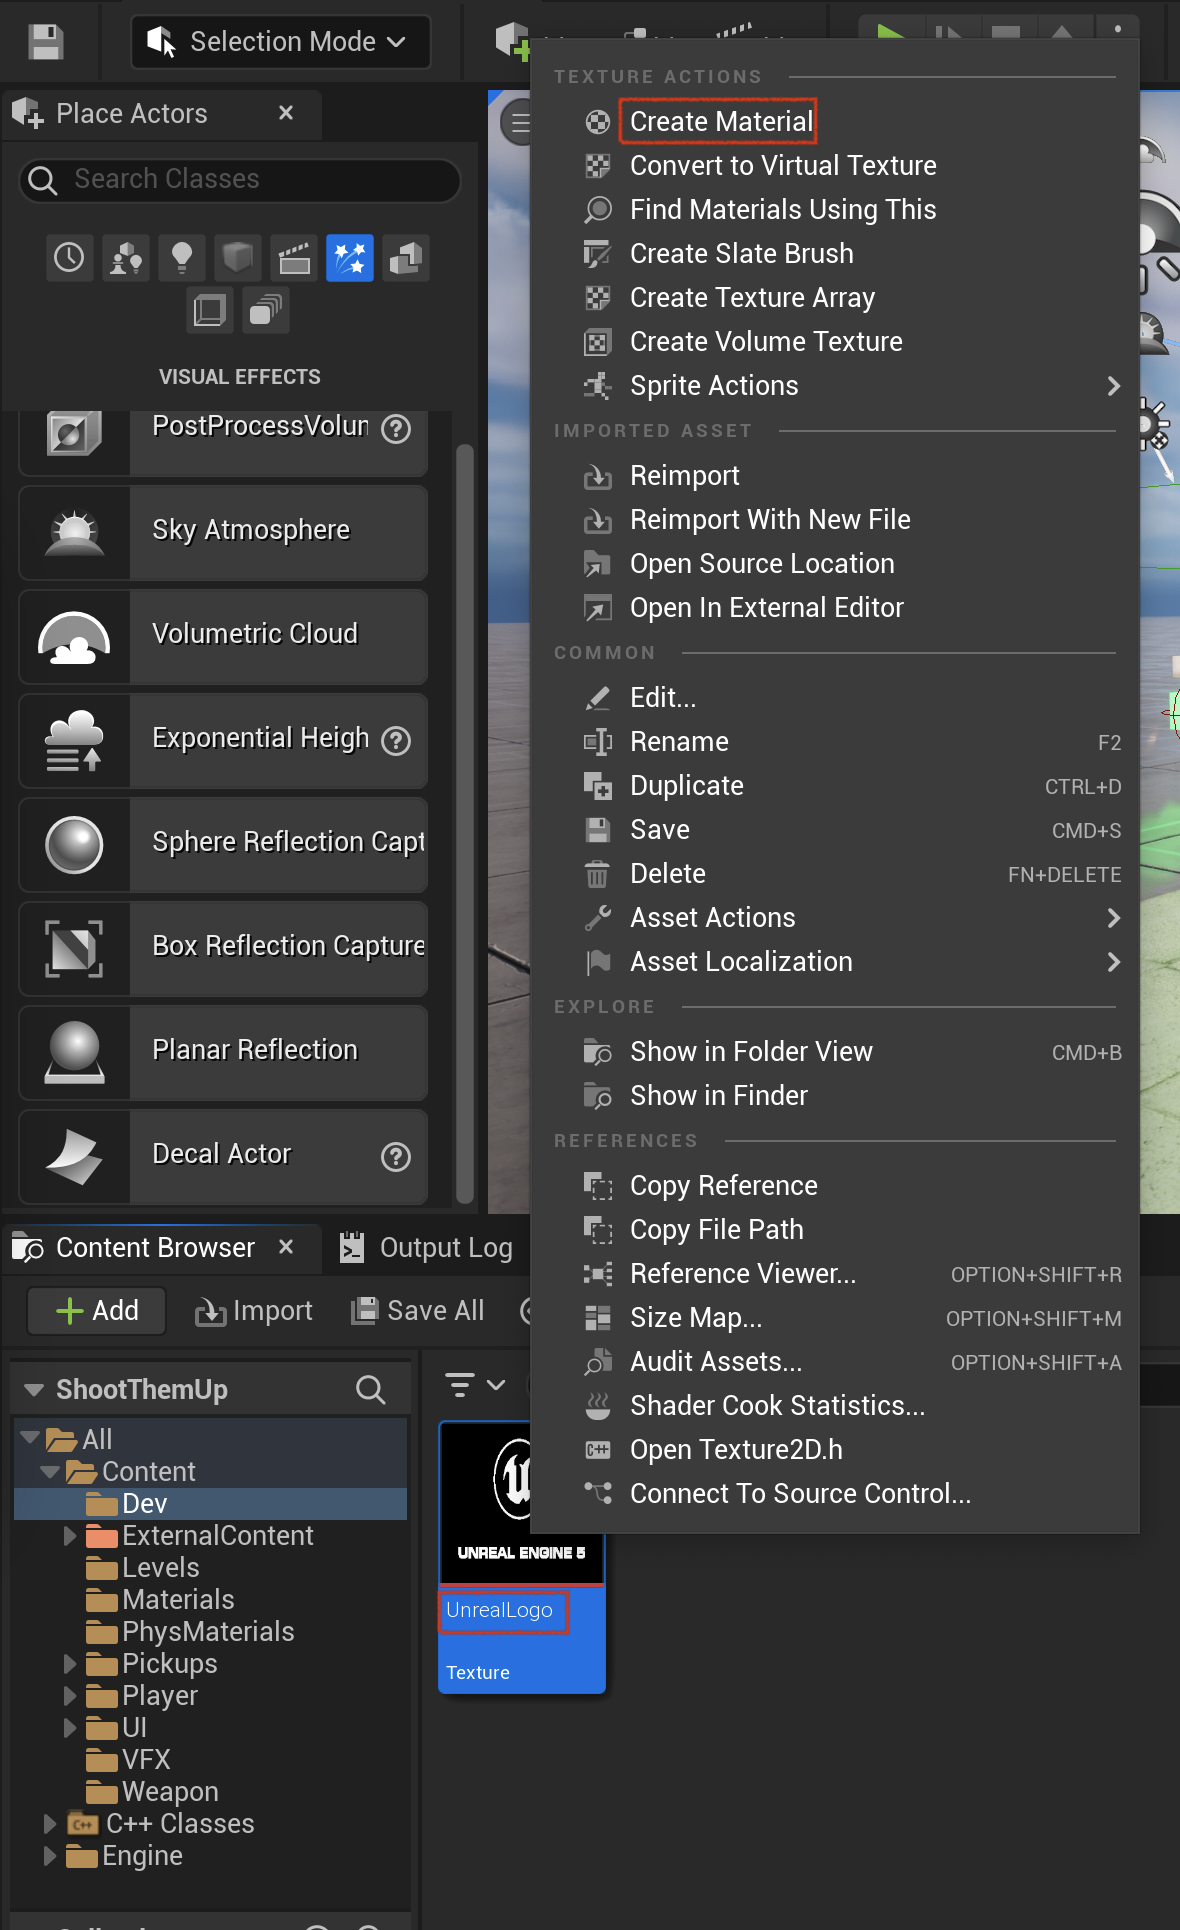 Selection Mode
Place Actors
Search Classes
VISUAL EFFECTS
PostProcessVolum
Sky Atmosphere
Volumetric Cloud
Exponential Heigh
Sphere Reflection Capt
Box Reflection Capture
Planar Reflection
Decal Actor
TEXTURE ACTIONS
Create Material
Convert to Virtual Texture
Find Materials Using This
Create Slate Brush
Create Texture Array
Create Volume Texture
Sprite Actions
IMPORTED ASSET
Reimport
Reimport With New File
Open Source Location
Open In External Editor
COMMON
Edit...
Rename F2
Duplicate CTRL+D
Save CMD+S
Delete FN+DELETE
Asset Actions
Asset Localization
EXPLORE
Show in Folder View CMD+B
Show in Finder
REFERENCES
Copy Reference
Copy File Path
Reference Viewer... OPTION+SHIFT+R
Size Map... OPTION+SHIFT+M
Audit Assets... OPTION+SHIFT+A
Shader Cook Statistics...
C++ Open Texture2D.h
Connect To Source Control...
Content Browser
Output Log
Add
Import
Save All
ShootThemUp
All
Content
Dev
ExternalContent
Levels
Materials
PhysMaterials
Pickups
Player
UI
VFX
Weapon
C++ C++ Classes
Engine
UNREAL ENGINE 5
UnrealLogo
Texture